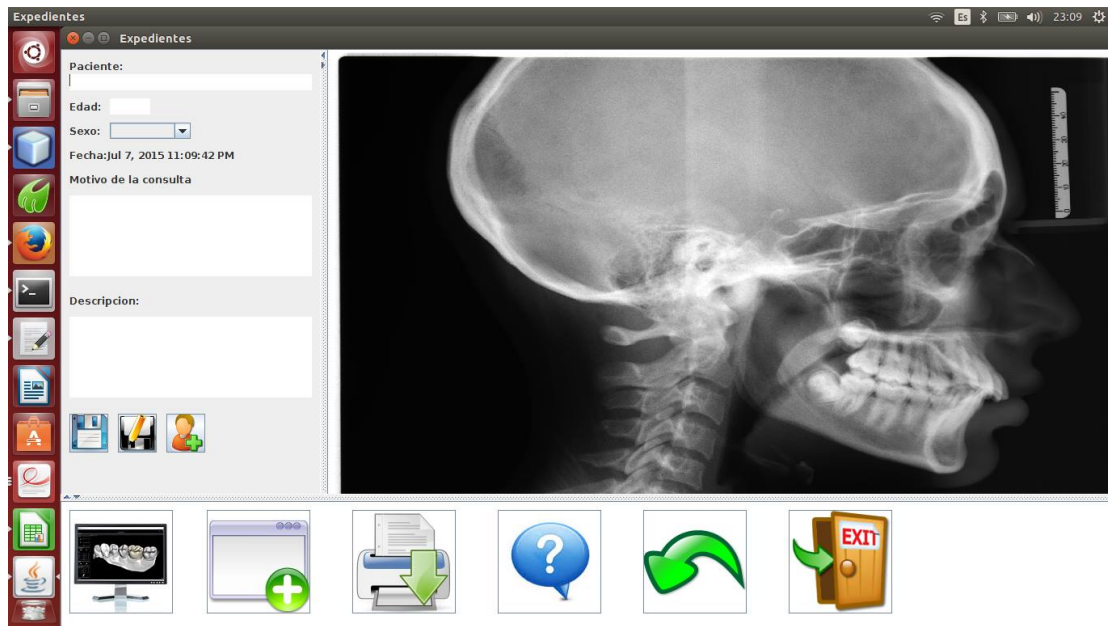 Expedientes
Es
23:09
Expedientes
Paciente:
Edad:
Sexo:
Fecha:Jul 7, 2015 11:09:42 PM
Motivo de la consulta
Descripcion:
EXIT